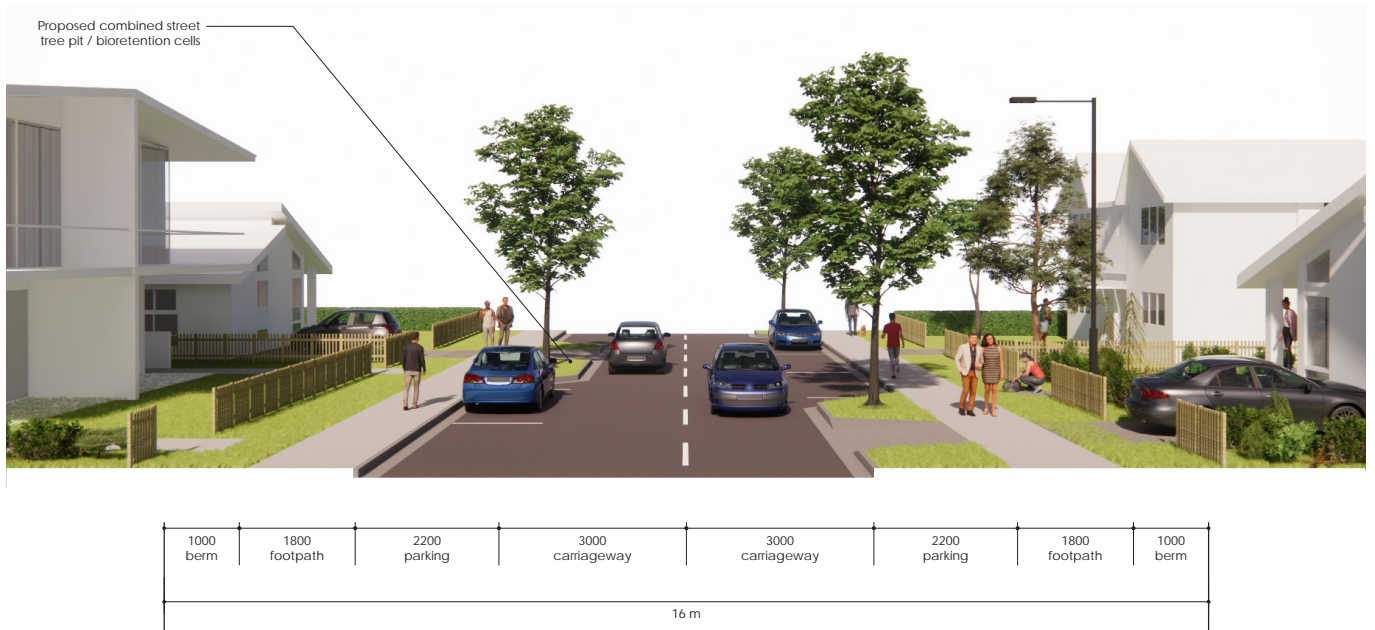 Proposed combined street
tree pit / bioretention cells
1000 1800 2200 3000 3000 2200 1800 1000
berm footpath parking carriageway carriageway parking footpath berm
16 m